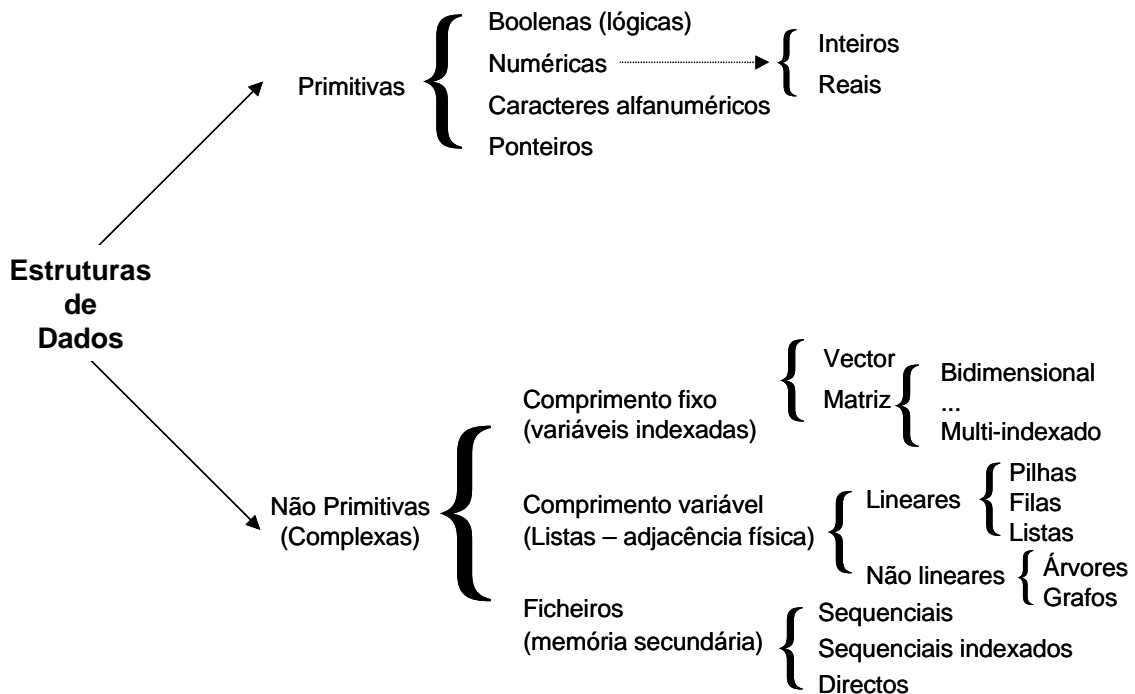 Estruturas
de
Dados
Primitivas
Boolenas (lógicas)
Numéricas
Inteiros
Reais
Caracteres alfanuméricos
Ponteiros
Não Primitivas
(Complexas)
Comprimento fixo
(variáveis indexadas)
Vector
Matriz
Bidimensional
...
Multi-indexado
Comprimento variável
(Listas – adjacência física)
Lineares
Pilhas
Filas
Listas
Não lineares
Árvores
Grafos
Ficheiros
(memória secundária)
Sequenciais
Sequenciais indexados
Directos